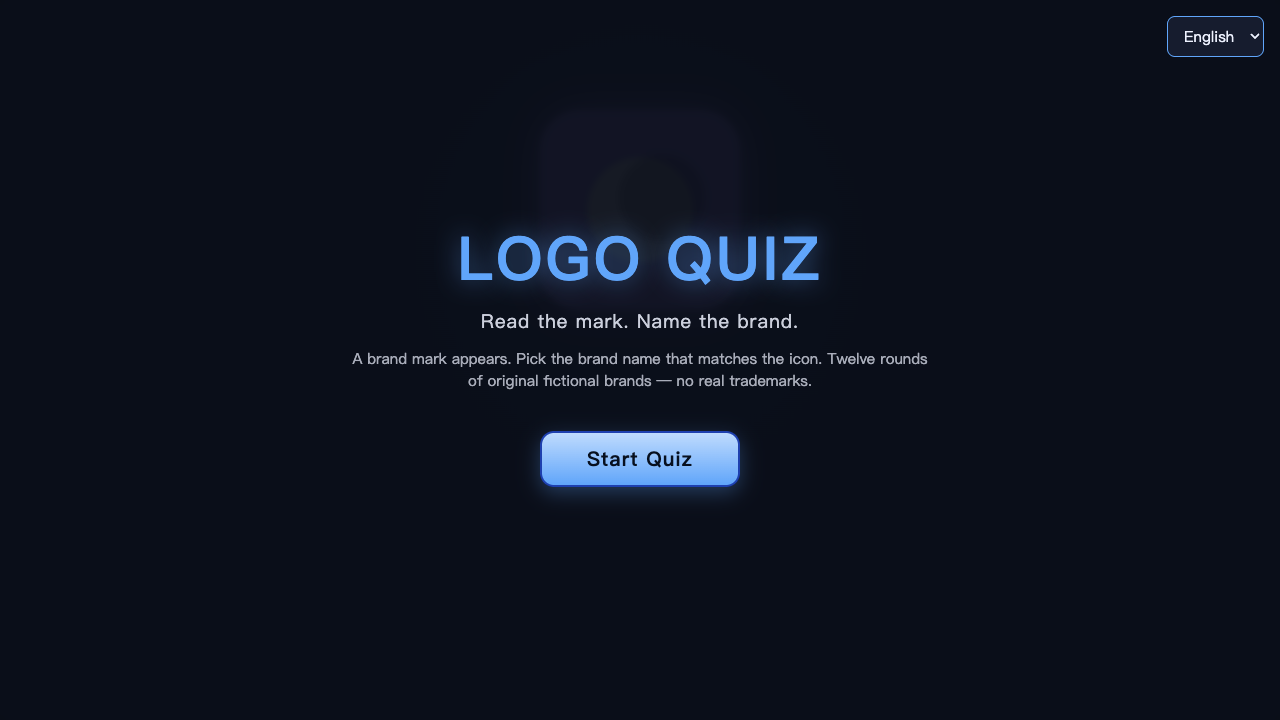 English
LOGO QUIZ
Read the mark. Name the brand.
A brand mark appears. Pick the brand name that matches the icon. Twelve rounds
of original fictional brands — no real trademarks.
Start Quiz